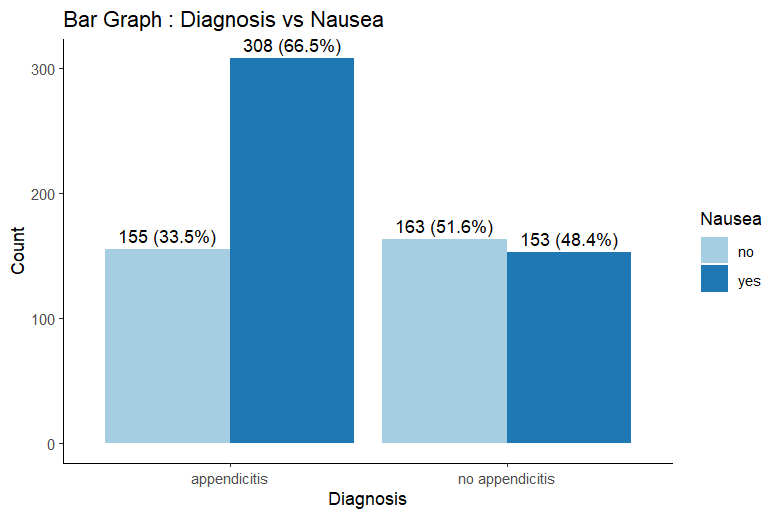 Bar Graph : Diagnosis vs Nausea
308 (66.5%)
155 (33.5%)
163 (51.6%)
153 (48.4%)
300
200
100
0
Count
appendicitis
no appendicitis
Diagnosis
Nausea
no
yes